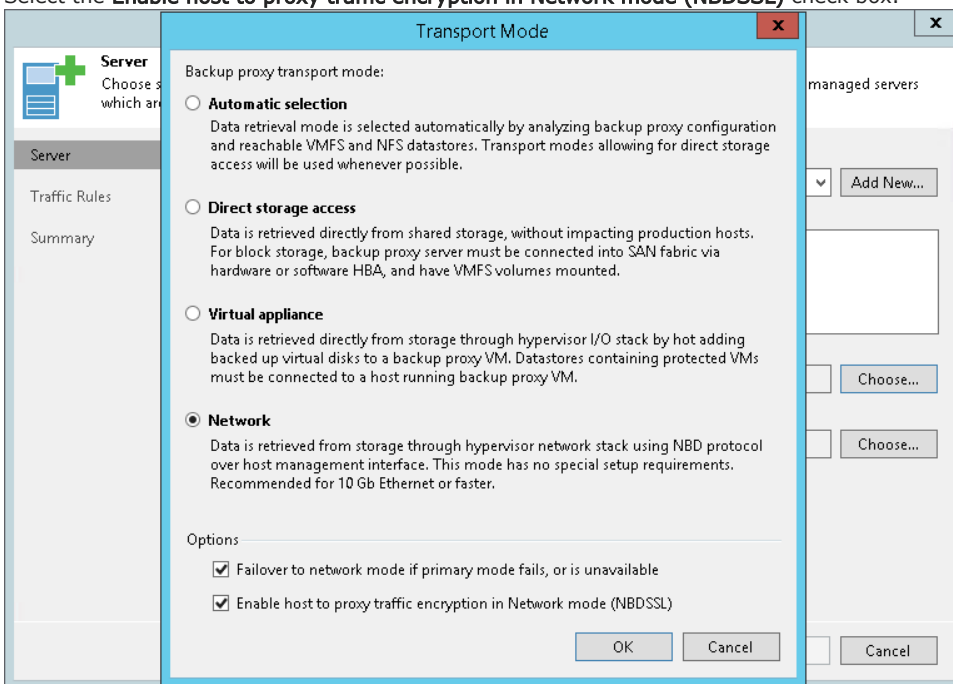 Select the Enable host to proxy traffic encryption in Network mode (NBDSSL) check box.
Transport Mode
x
x
Server
Choose s
which are
managed servers
Server
Traffic Rules
Summary
Add New...
Choose...
Choose...
Cancel
Backup proxy transport mode:
Automatic selection
Data retrieval mode is selected automatically by analyzing backup proxy configuration
and reachable VMFS and NFS datastores. Transport modes allowing for direct storage
access will be used whenever possible.
Direct storage access
Data is retrieved directly from shared storage, without impacting production hosts.
For block storage, backup proxy server must be connected into SAN fabric via
hardware or software HBA, and have VMFS volumes mounted.
Virtual appliance
Data is retrieved directly from storage through hypervisor I/O stack by hot adding
backed up virtual disks to a backup proxy VM. Datastores containing protected VMs
must be connected to a host running backup proxy VM.
Network
Data is retrieved from storage through hypervisor network stack using NBD protocol
over host management interface. This mode has no special setup requirements.
Recommended for 10 Gb Ethernet or faster.
Options
Failover to network mode if primary mode fails, or is unavailable
Enable host to proxy traffic encryption in Network mode (NBDSSL)
OK
Cancel